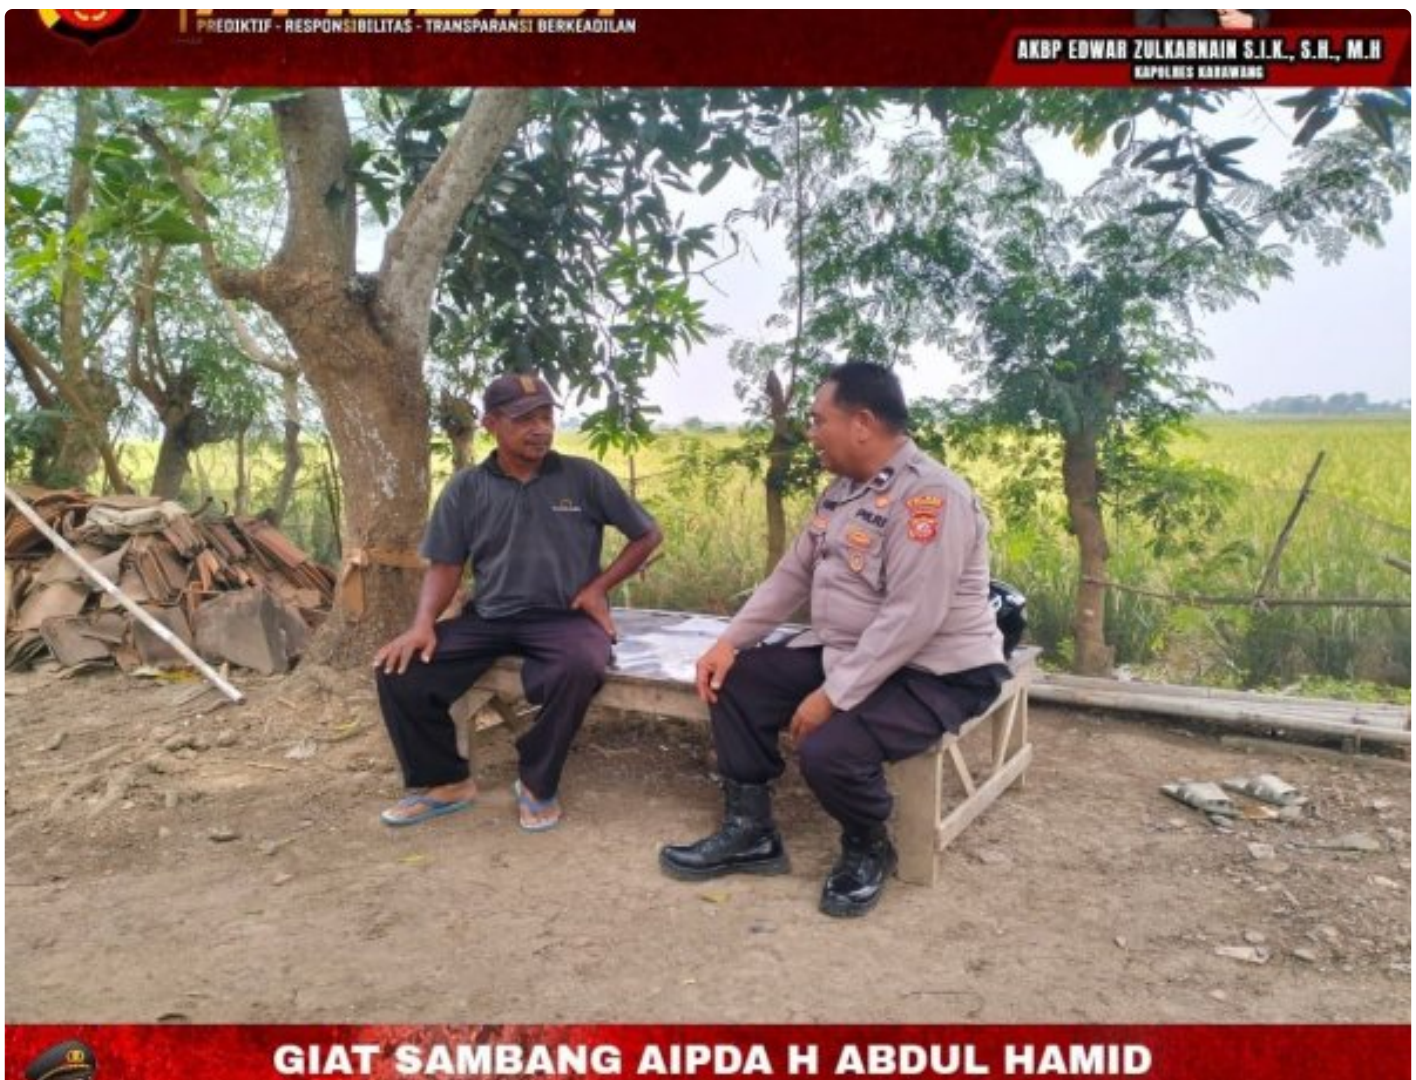 PREDIKTIF - RESPONSIBILITAS - TRANSPARANSI BERKEADILAN
AKBP EDWAR ZULKARNAIN S.I.K., S.H., M.H
KAPOLRES KARAWANG
GIAT SAMBANG AIPDA H ABDUL HAMID